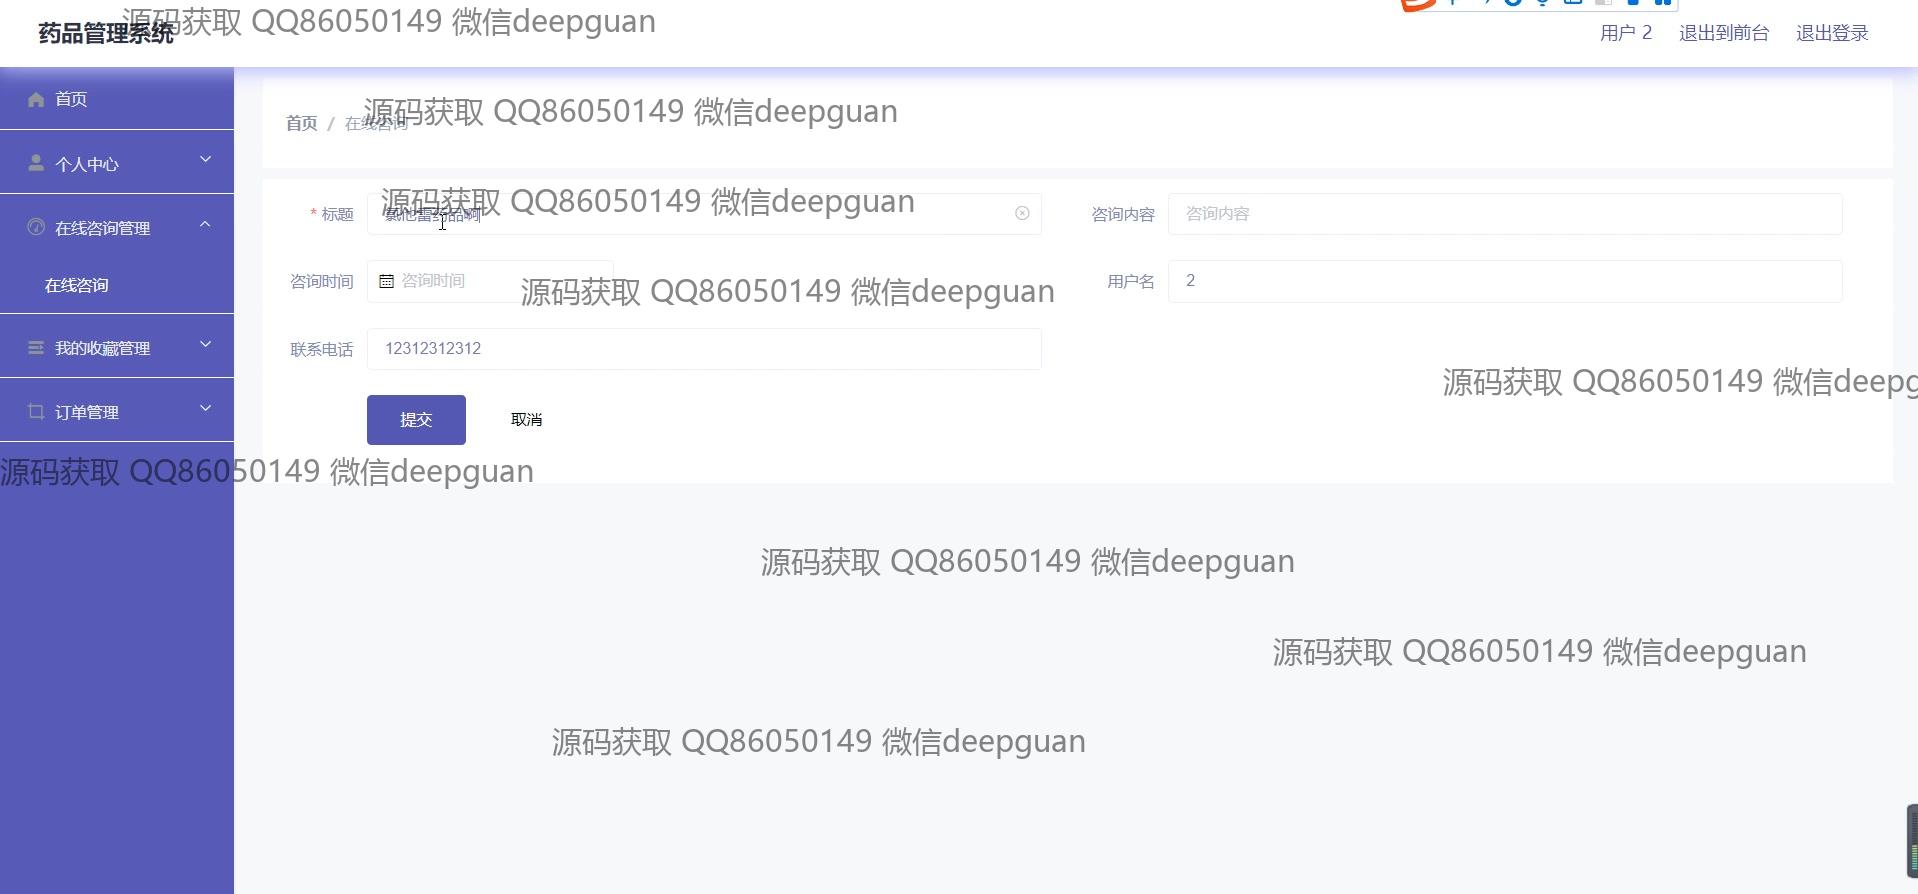 源码获取 QQ86050149 微信deepguan
药品管理系统
用户 2 退出到前台 退出登录
首页
源码获取 QQ86050149 微信deepguan
首页 / 在线咨询
个人中心
源码获取 QQ86050149 微信deepguan
* 标题
咨询内容 咨询内容
在线咨询管理
在线咨询
咨询时间 咨询时间
用户名 2
源码获取 QQ86050149 微信deepguan
我的收藏管理
联系电话 12312312312
源码获取 QQ86050149 微信deepg
订单管理
提交 取消
源码获取 QQ86050149 微信deepguan
源码获取 QQ86050149 微信deepguan
源码获取 QQ86050149 微信deepguan
源码获取 QQ86050149 微信deepguan